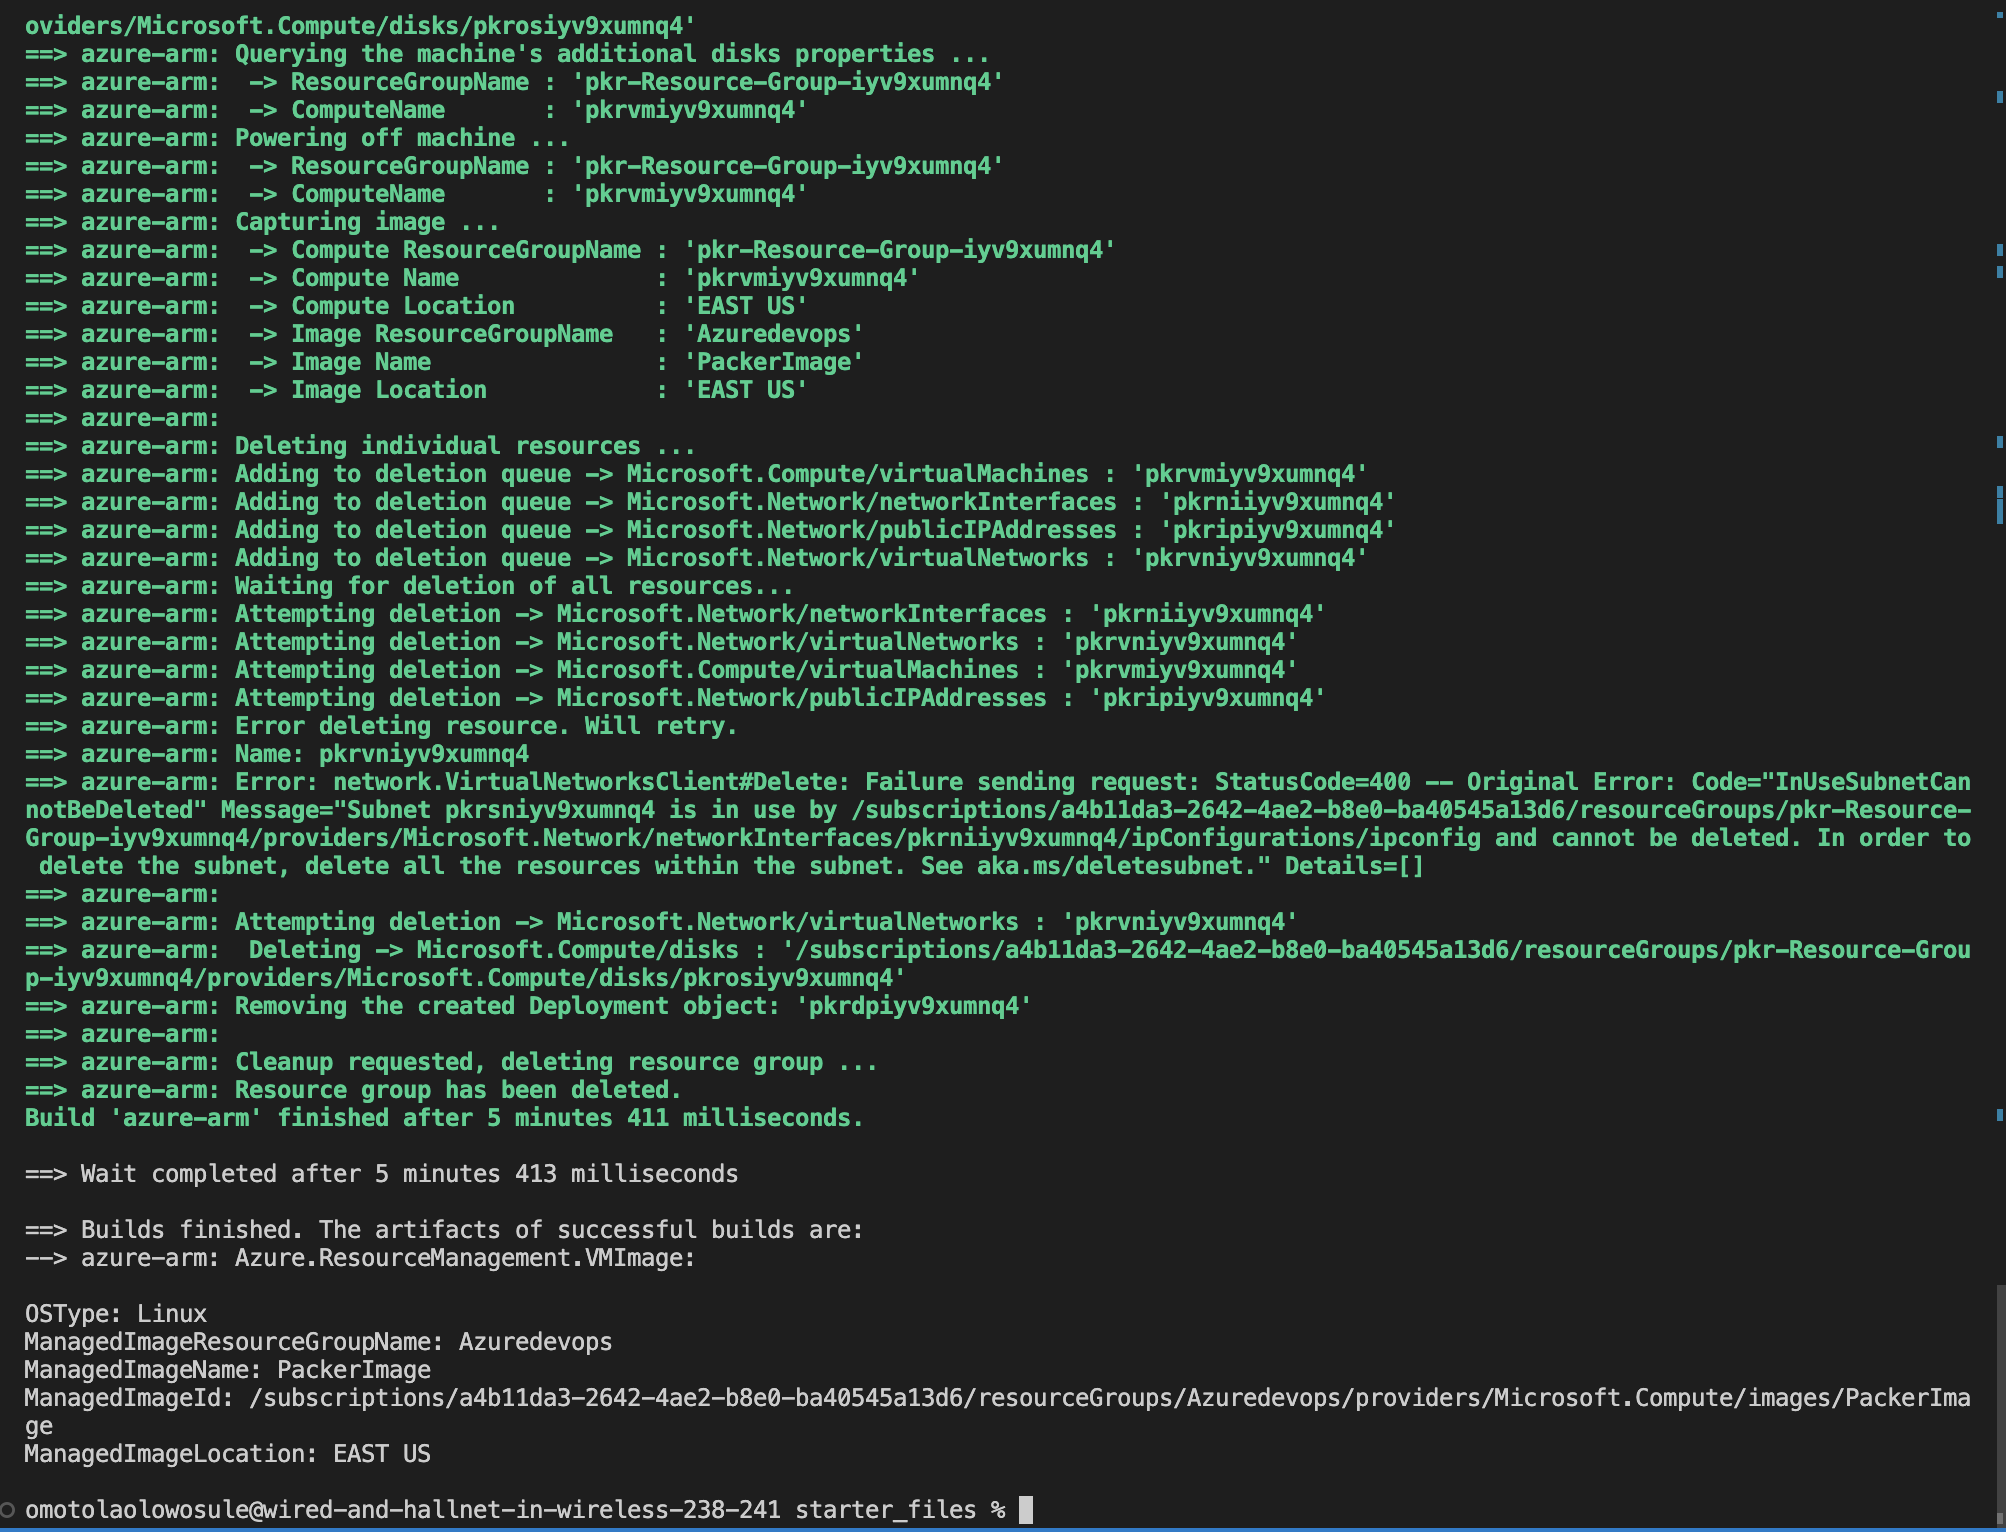 oviders/Microsoft.Compute/disks/pkrosiyv9xumnq4'
==> azure-arm: Querying the machine's additional disks properties ...
==> azure-arm:  -> ResourceGroupName : 'pkr-Resource-Group-iyv9xumnq4'
==> azure-arm:  -> ComputeName       : 'pkrvmiyv9xumnq4'
==> azure-arm: Powering off machine ...
==> azure-arm:  -> ResourceGroupName : 'pkr-Resource-Group-iyv9xumnq4'
==> azure-arm:  -> ComputeName       : 'pkrvmiyv9xumnq4'
==> azure-arm: Capturing image ...
==> azure-arm:  -> Compute ResourceGroupName : 'pkr-Resource-Group-iyv9xumnq4'
==> azure-arm:  -> Compute Name              : 'pkrvmiyv9xumnq4'
==> azure-arm:  -> Compute Location          : 'EAST US'
==> azure-arm:  -> Image ResourceGroupName   : 'Azuredevops'
==> azure-arm:  -> Image Name                : 'PackerImage'
==> azure-arm:  -> Image Location            : 'EAST US'
==> azure-arm:
==> azure-arm: Deleting individual resources ...
==> azure-arm: Adding to deletion queue -> Microsoft.Compute/virtualMachines : 'pkrvmiyv9xumnq4'
==> azure-arm: Adding to deletion queue -> Microsoft.Network/networkInterfaces : 'pkrniiyv9xumnq4'
==> azure-arm: Adding to deletion queue -> Microsoft.Network/publicIPAddresses : 'pkripiyv9xumnq4'
==> azure-arm: Adding to deletion queue -> Microsoft.Network/virtualNetworks : 'pkrvniyv9xumnq4'
==> azure-arm: Waiting for deletion of all resources...
==> azure-arm: Attempting deletion -> Microsoft.Network/networkInterfaces : 'pkrniiyv9xumnq4'
==> azure-arm: Attempting deletion -> Microsoft.Network/virtualNetworks : 'pkrvniyv9xumnq4'
==> azure-arm: Attempting deletion -> Microsoft.Compute/virtualMachines : 'pkrvmiyv9xumnq4'
==> azure-arm: Attempting deletion -> Microsoft.Network/publicIPAddresses : 'pkripiyv9xumnq4'
==> azure-arm: Error deleting resource. Will retry.
==> azure-arm: Name: pkrvniyv9xumnq4
==> azure-arm: Error: network.VirtualNetworksClient#Delete: Failure sending request: StatusCode=400 -- Original Error: Code="InUseSubnetCan
notBeDeleted" Message="Subnet pkrsniyv9xumnq4 is in use by /subscriptions/a4b11da3-2642-4ae2-b8e0-ba40545a13d6/resourceGroups/pkr-Resource-
Group-iyv9xumnq4/providers/Microsoft.Network/networkInterfaces/pkrniiyv9xumnq4/ipConfigurations/ipconfig and cannot be deleted. In order to
 delete the subnet, delete all the resources within the subnet. See aka.ms/deletesubnet." Details=[]
==> azure-arm:
==> azure-arm: Attempting deletion -> Microsoft.Network/virtualNetworks : 'pkrvniyv9xumnq4'
==> azure-arm:  Deleting -> Microsoft.Compute/disks : '/subscriptions/a4b11da3-2642-4ae2-b8e0-ba40545a13d6/resourceGroups/pkr-Resource-Grou
p-iyv9xumnq4/providers/Microsoft.Compute/disks/pkrosiyv9xumnq4'
==> azure-arm: Removing the created Deployment object: 'pkrdpiyv9xumnq4'
==> azure-arm:
==> azure-arm: Cleanup requested, deleting resource group ...
==> azure-arm: Resource group has been deleted.
Build 'azure-arm' finished after 5 minutes 411 milliseconds.
==> Wait completed after 5 minutes 413 milliseconds
==> Builds finished. The artifacts of successful builds are:
--> azure-arm: Azure.ResourceManagement.VMImage:
OSType: Linux
ManagedImageResourceGroupName: Azuredevops
ManagedImageName: PackerImage
ManagedImageId: /subscriptions/a4b11da3-2642-4ae2-b8e0-ba40545a13d6/resourceGroups/Azuredevops/providers/Microsoft.Compute/images/PackerIma
ge
ManagedImageLocation: EAST US
omotolaolowosule@wired-and-hallnet-in-wireless-238-241 starter_files %